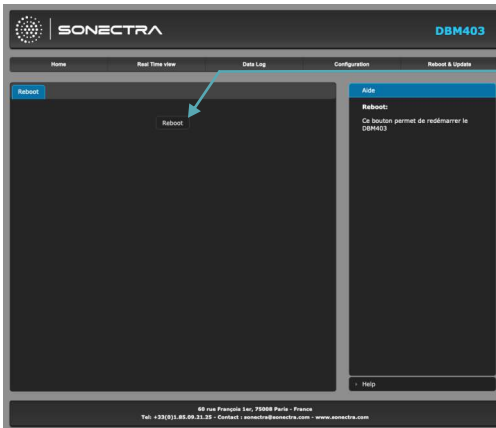 SONECTRA
DBM403
Home Real Time view Data Log Configuration Reboot & Update
Reboot
Reboot
Aide
Reboot:
Ce bouton permet de redémarrer le
DBM403
Help
60 rue François 1er, 75008 Paris - France
Tel: +33(0)1.85.09.21.25 - Contact : sonectra@sonectra.com - www.sonectra.com